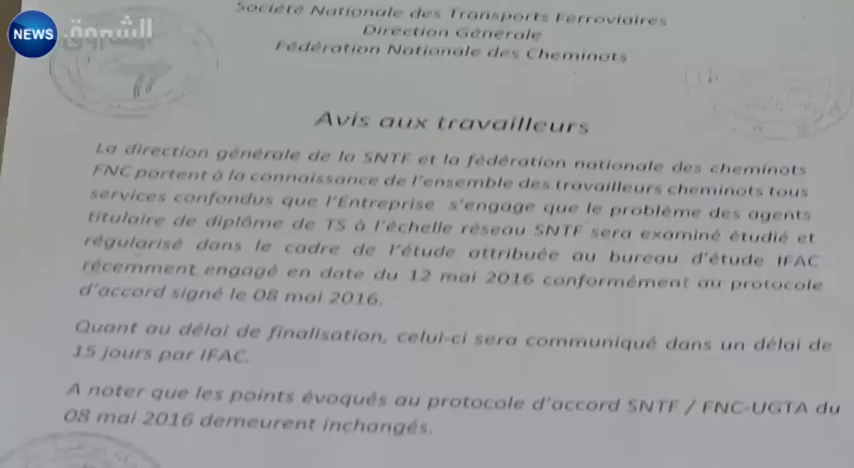 NEWS الشروق
Société Nationale des Transports Ferroviaires
Direction Générale
Fédération Nationale des Cheminots
Avis aux travailleurs
La direction générale de la SNTF et la fédération nationale des cheminots
FNC portent à la connaissance de l'ensemble des travailleurs cheminots tous
services confondus que l'Entreprise s'engage que le problème des agents
titulaire de diplôme de TS à l'échelle réseau SNTF sera examiné étudié et
régularisé dans le cadre de l'étude attribuée au bureau d'étude IFAC
récemment engagé en date du 12 mai 2016 conformément au protocole
d'accord signé le 08 mai 2016.
Quant au délai de finalisation, celui-ci sera communiqué dans un délai de
15 jours par IFAC.
A noter que les points évoqués au protocole d'accord SNTF / FNC-UGTA du
08 mai 2016 demeurent inchangés.